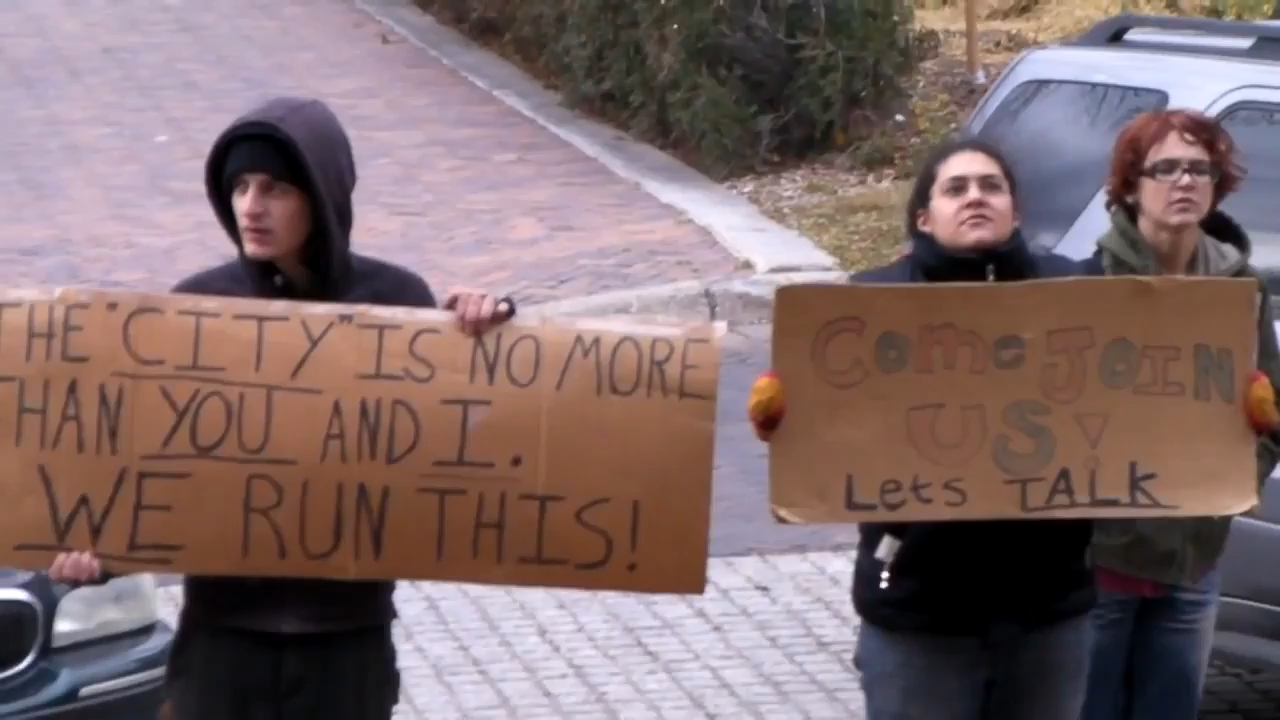 THE "CITY" IS NO MORE
THAN YOU AND I.
WE RUN THIS!
Come JOIN
US!
Lets TALK